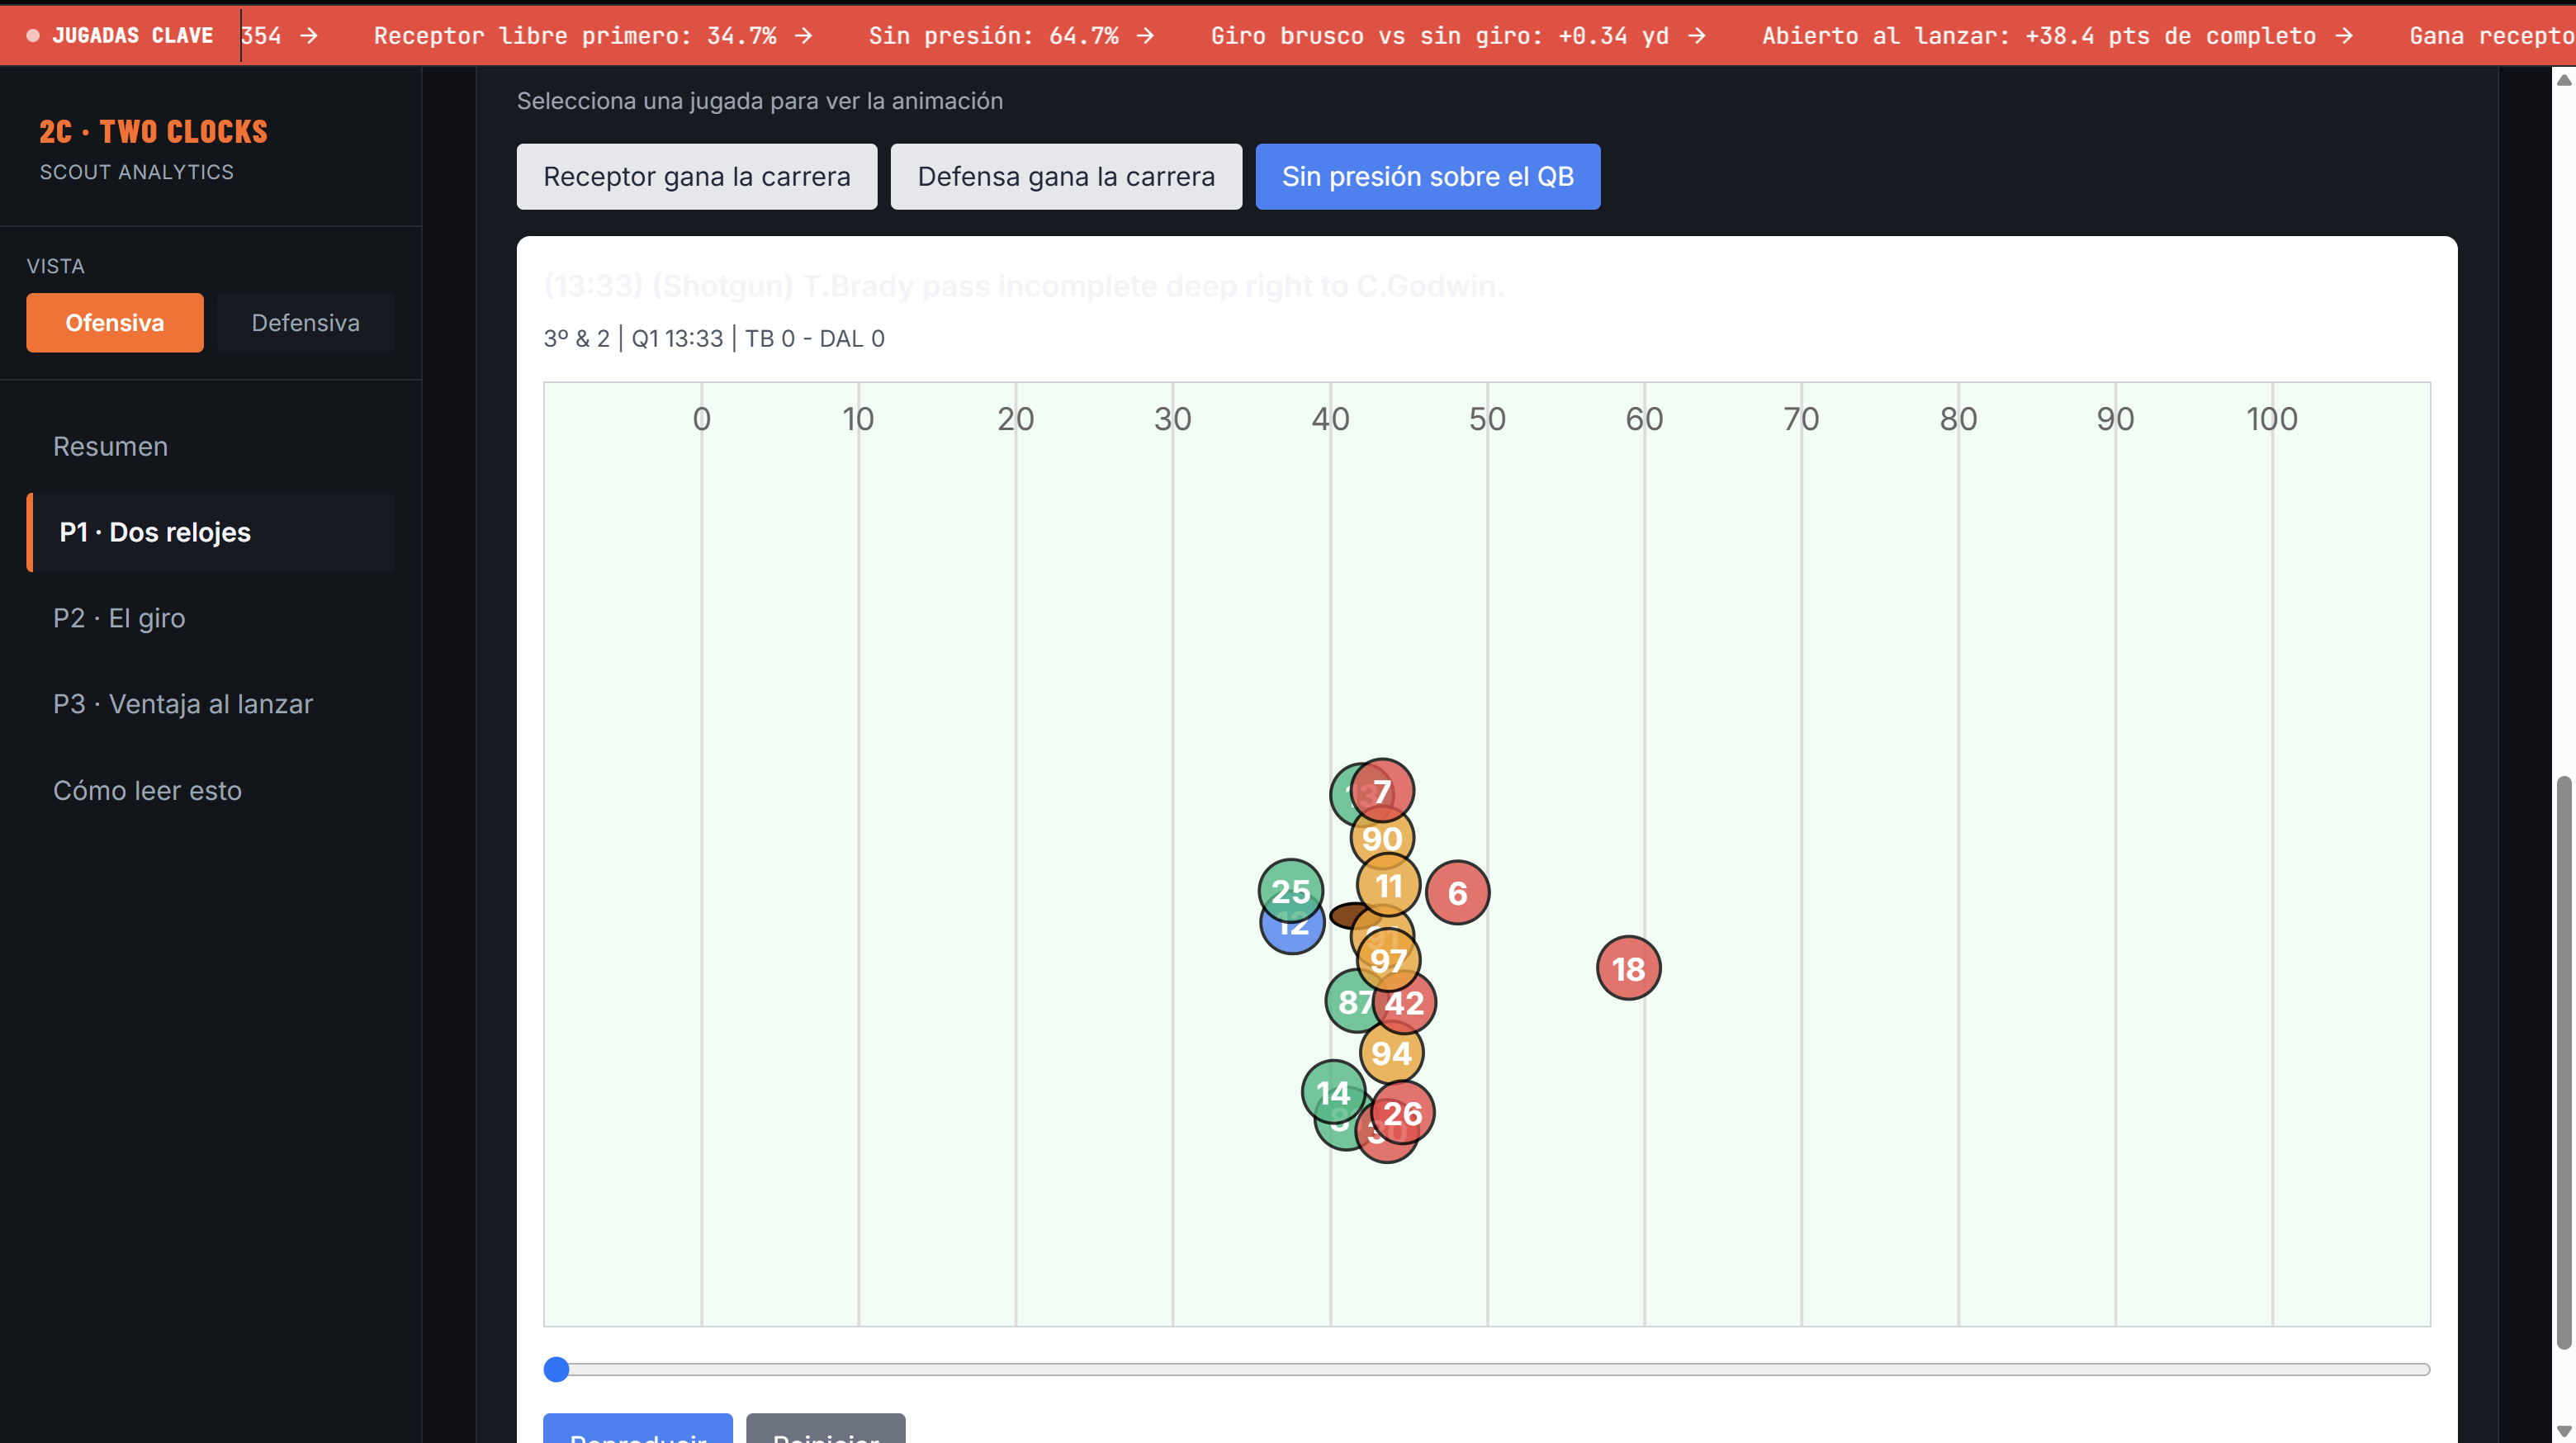 JUGADAS CLAVE 354 → Receptor libre primero: 34.7% → Sin presión: 64.7% → Giro brusco vs sin giro: +0.34 yd → Abierto al lanzar: +38.4 pts de completo → Gana recepto
2C · TWO CLOCKS
SCOUT ANALYTICS
VISTA
Ofensiva Defensiva
Resumen
P1 · Dos relojes
P2 · El giro
P3 · Ventaja al lanzar
Cómo leer esto
Selecciona una jugada para ver la animación
Receptor gana la carrera Defensa gana la carrera Sin presión sobre el QB
(13:33) (Shotgun) T.Brady pass incomplete deep right to C.Godwin.
3º & 2 | Q1 13:33 | TB 0 - DAL 0
0 10 20 30 40 50 60 70 80 90 100
7
90
25 11 6
12
97 18
87 42
94
14
26
Reproducir Reiniciar